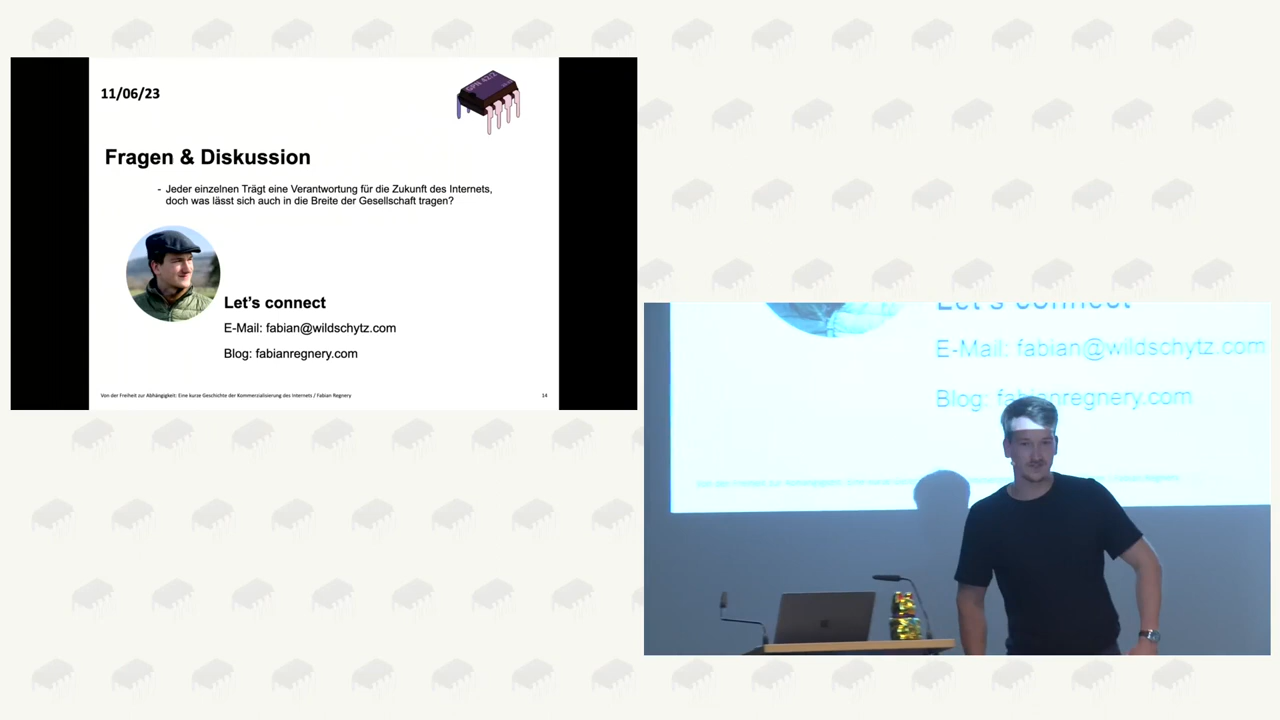 11/06/23
Fragen & Diskussion
- Jeder einzelnen Trägt eine Verantwortung für die Zukunft des Internets,
doch was lässt sich auch in die Breite der Gesellschaft tragen?
Let's connect
E-Mail: fabian@wildschytz.com
Blog: fabianregnery.com
Von der Freiheit zur Abhängigkeit: Eine kurze Geschichte der Kommerzialisierung des Internets / Fabian Regnery
14
Let's connect
E-Mail: fabian@wildschytz.com
Blog: fabianregnery.com